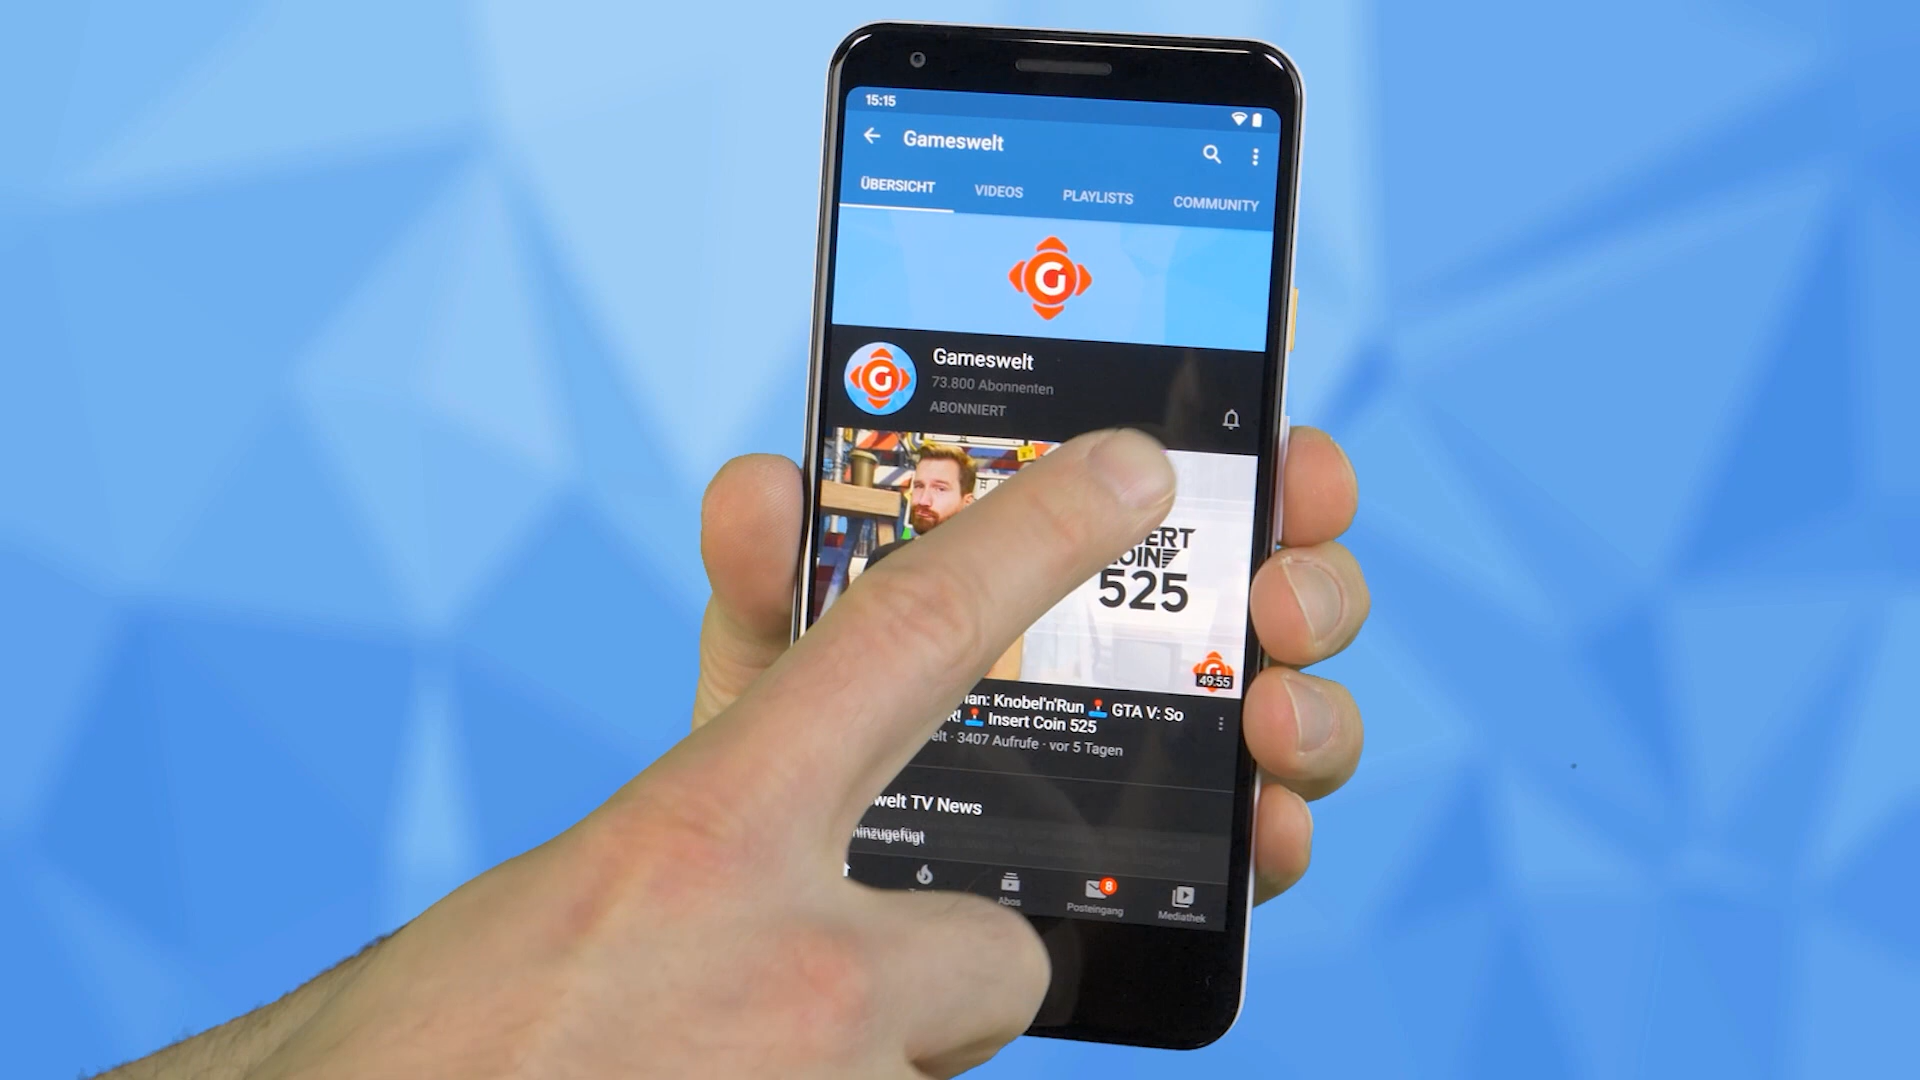 15:15
Gameswelt
ÜBERSICHT VIDEOS PLAYLISTS COMMUNITY
G
G
Gameswelt
73.800 Abonnenten
ABONNIERT
ERT
OIN
525
G
49:55
an: Knobel'n'Run GTA V: So
R! Insert Coin 525
elt · 3407 Aufrufe · vor 5 Tagen
welt TV News
hinzugefügt
8
Abos Posteingang Mediathek